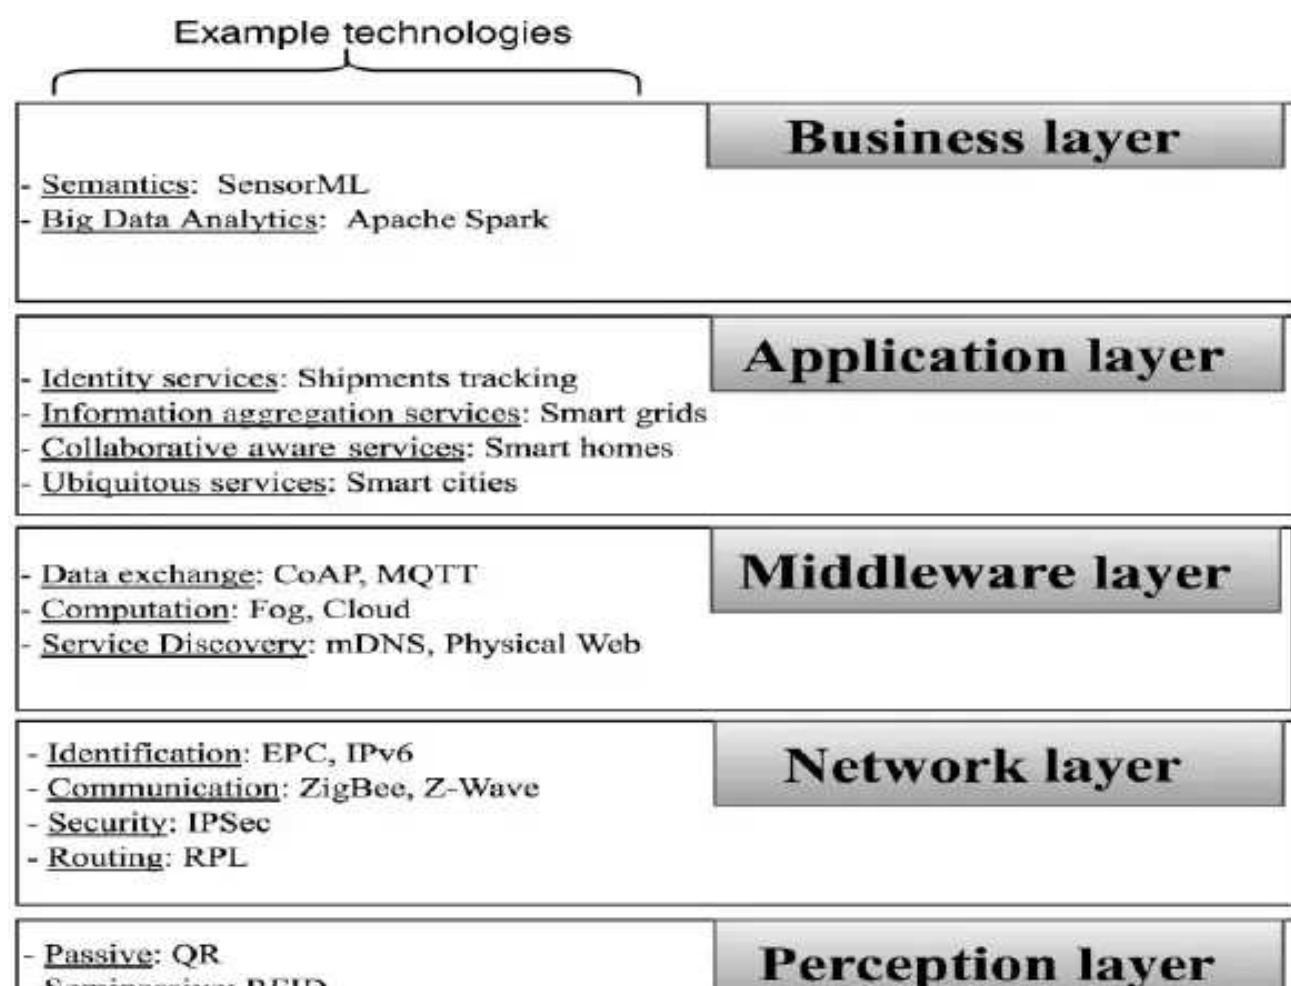 Example technologies
Business layer
- Semantics: SensorML
- Big Data Analytics: Apache Spark
Application layer
- Identity services: Shipments tracking
- Information aggregation services: Smart grids
- Collaborative aware services: Smart homes
- Ubiquitous services: Smart cities
Middleware layer
- Data exchange: CoAP, MQTT
- Computation: Fog, Cloud
- Service Discovery: mDNS, Physical Web
Network layer
- Identification: EPC, IPv6
- Communication: ZigBee, Z-Wave
- Security: IPSec
- Routing: RPL
Perception layer
- Passive: QR
Semipassive: RFID